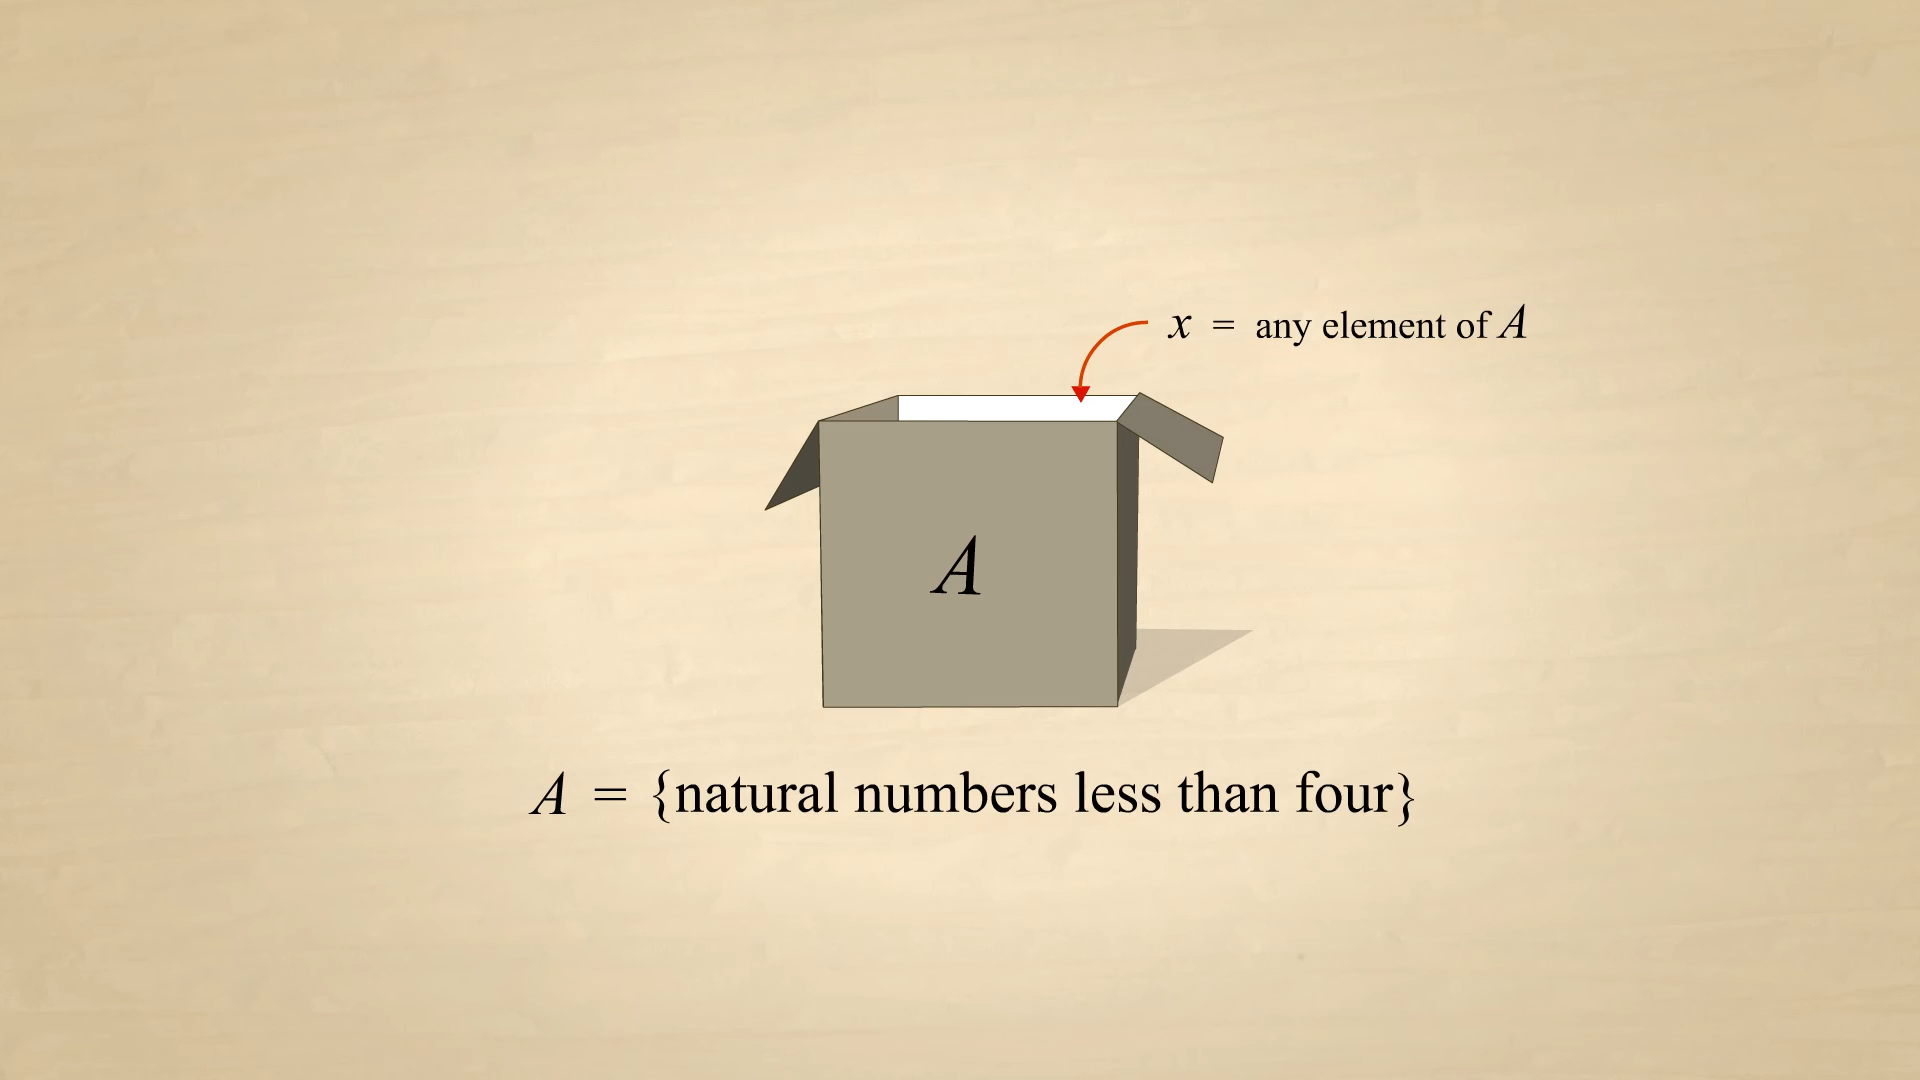 x = any element of A
A
A = {natural numbers less than four}